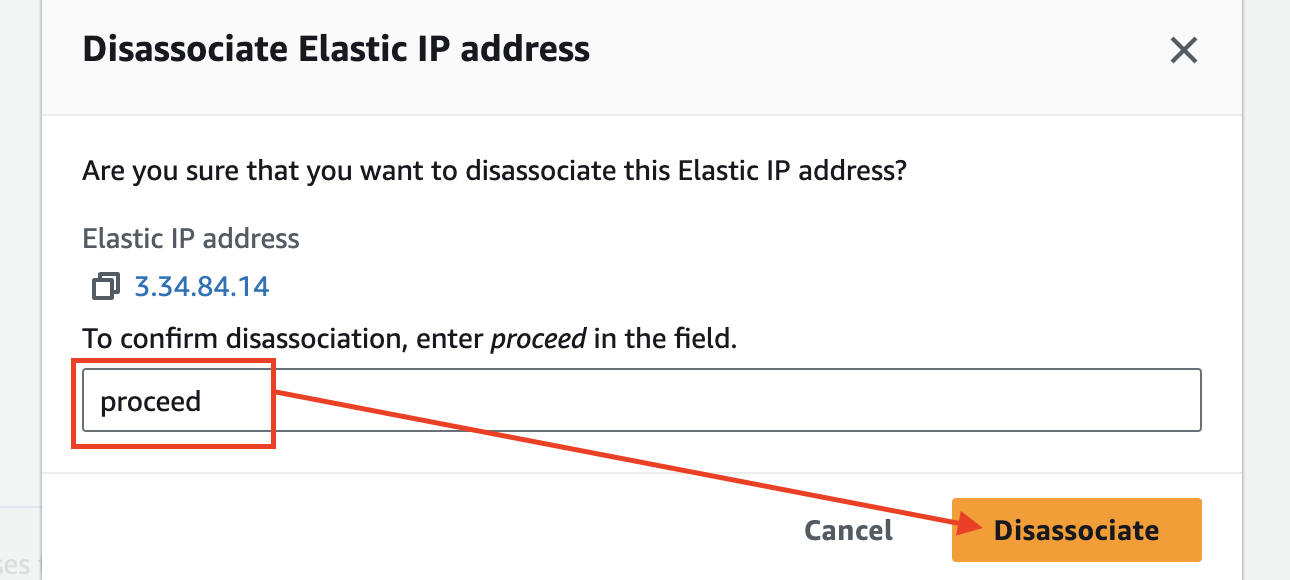 Disassociate Elastic IP address
Are you sure that you want to disassociate this Elastic IP address?
Elastic IP address
3.34.84.14
To confirm disassociation, enter proceed in the field.
proceed
Cancel
Disassociate